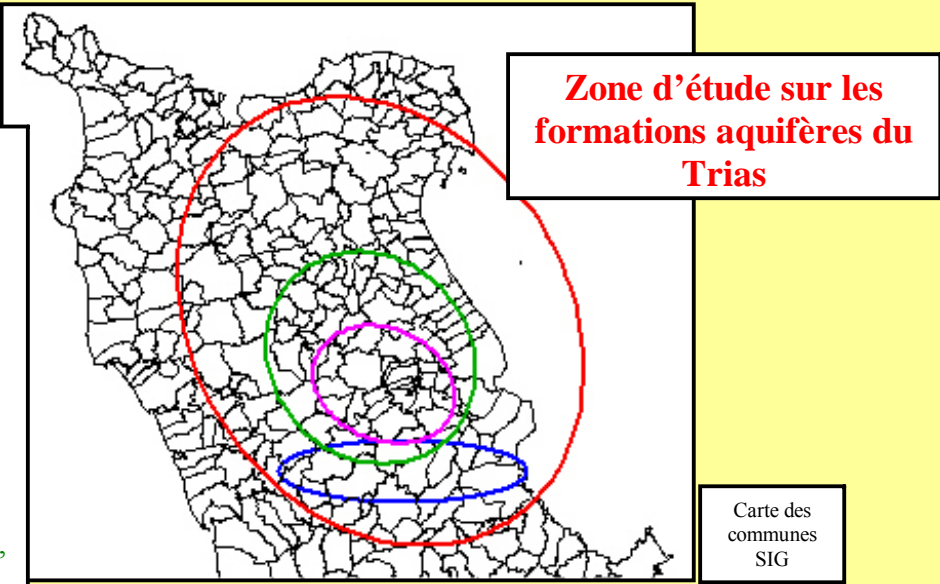 Zone d'étude sur les
formations aquifères du
Trias
Carte des
communes
SIG